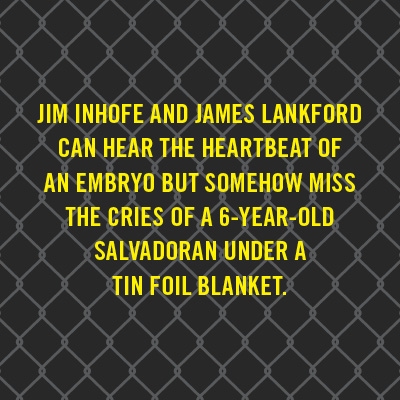 JIM INHOFE AND JAMES LANKFORD
CAN HEAR THE HEARTBEAT OF
AN EMBRYO BUT SOMEHOW MISS
THE CRIES OF A 6-YEAR-OLD
SALVADORAN UNDER A
TIN FOIL BLANKET.